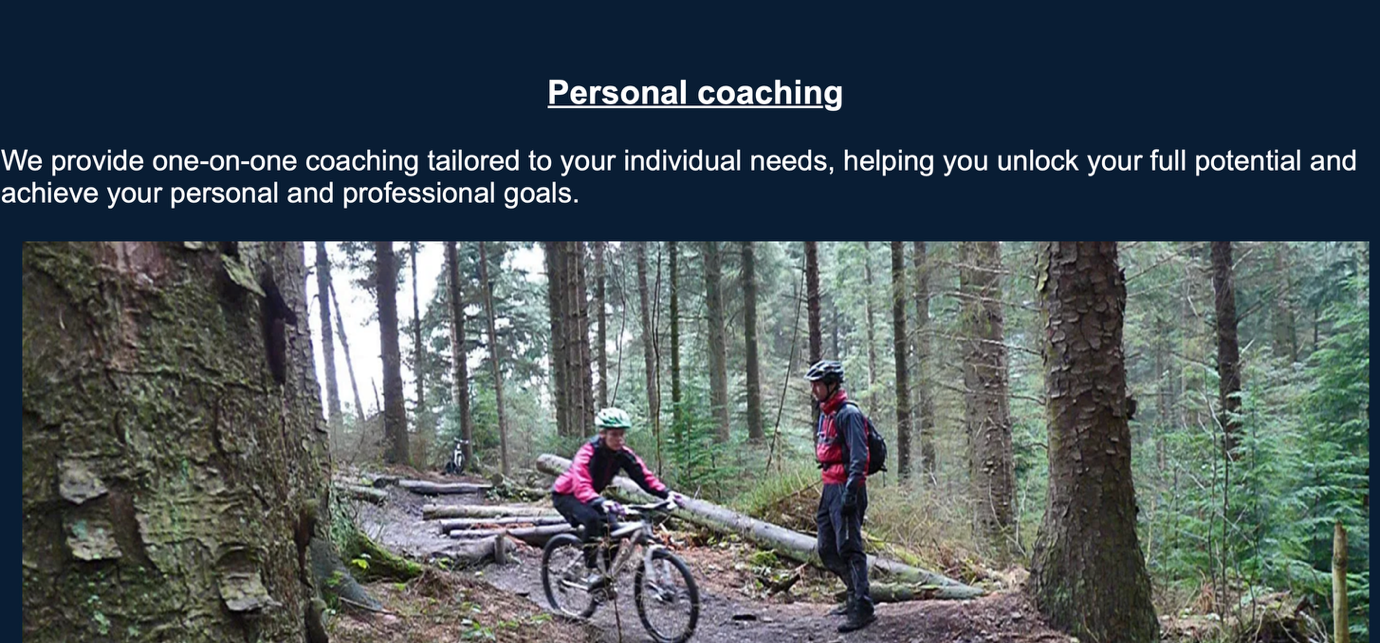 Personal coaching
We provide one-on-one coaching tailored to your individual needs, helping you unlock your full potential and
achieve your personal and professional goals.